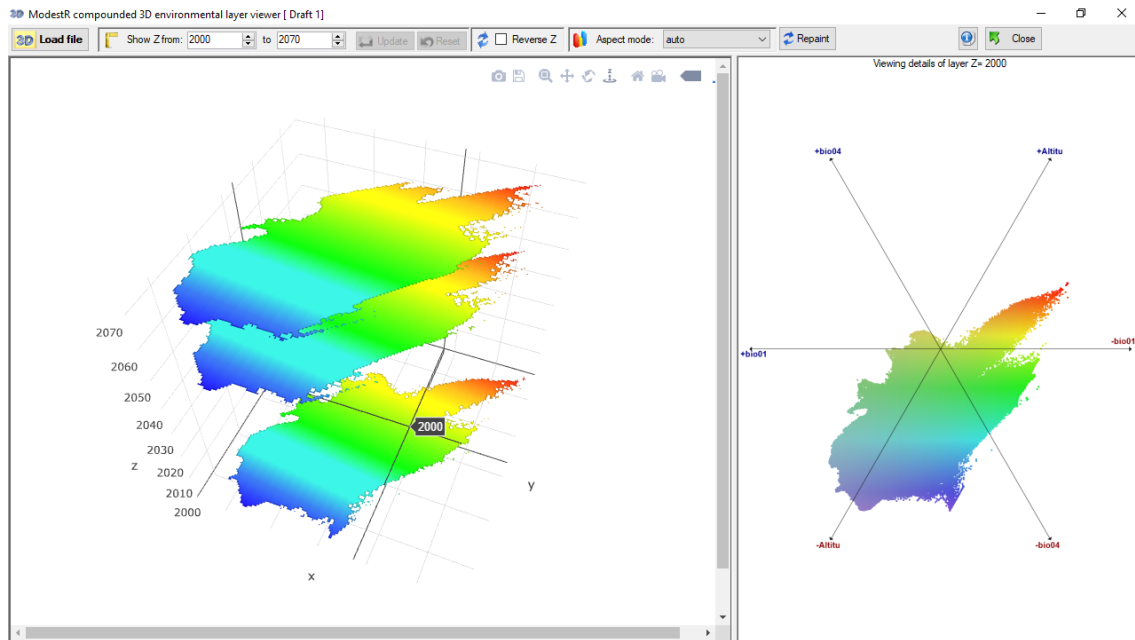 3D ModestR compounded 3D environmental layer viewer [ Draft 1]
3D Load file Show Z from: 2000 to 2070 Update Reset Reverse Z Aspect mode: auto Repaint Close
Viewing details of layer Z= 2000
z
+bio04 +Altitu
2070
2060
2050
2040
2030
2020
2010
2000
z
x
y
2000
+bio01 -bio01
-Altitu -bio04